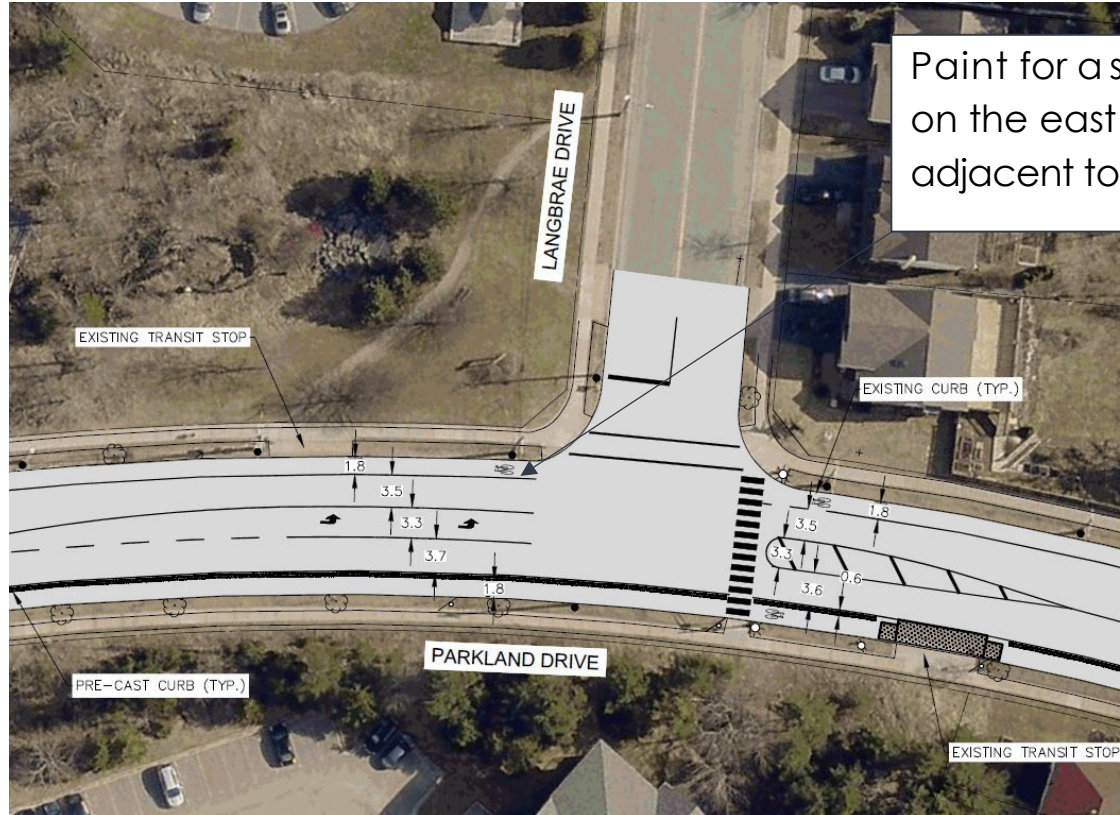 Paint for a s
on the east
adjacent to
LANGBRAE DRIVE
EXISTING TRANSIT STOP
EXISTING CURB (TYP.)
1.8
3.5
3.3
3.7
1.8
1.8
3.5
3.3
0.6
3.6
PARKLAND DRIVE
PRE-CAST CURB (TYP.)
EXISTING TRANSIT STOP